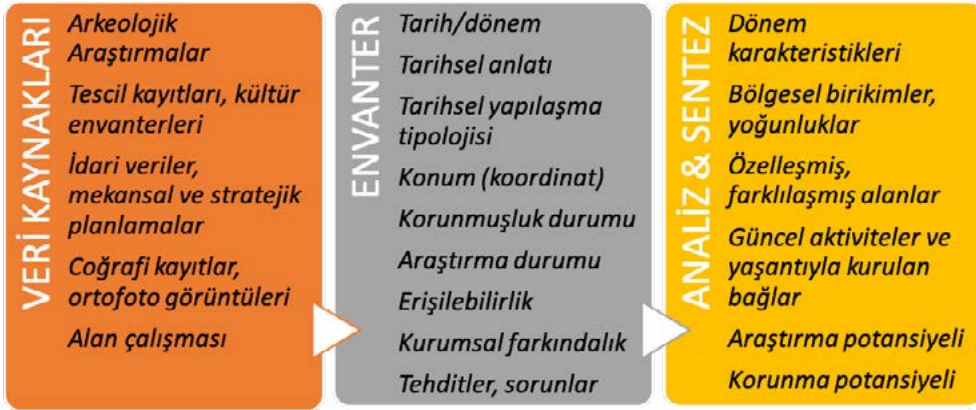 VERİ KAYNAKLARI
Arkeolojik
Araştırmalar
Tescil kayıtları, kültür
envanterleri
İdari veriler,
mekansal ve stratejik
planlamalar
Coğrafi kayıtlar,
ortofoto görüntüleri
Alan çalışması
ENVANTER
Tarih/dönem
Tarihsel anlatı
Tarihsel yapılaşma
tipolojisi
Konum (koordinat)
Korunmuşluk durumu
Araştırma durumu
Erişilebilirlik
Kurumsal farkındalık
Tehditler, sorunlar
ANALİZ & SENTEZ
Dönem
karakteristikleri
Bölgesel birikimler,
yoğunluklar
Özelleşmiş,
farklılaşmış alanlar
Güncel aktiviteler ve
yaşantıyla kurulan
bağlar
Araştırma potansiyeli
Korunma potansiyeli